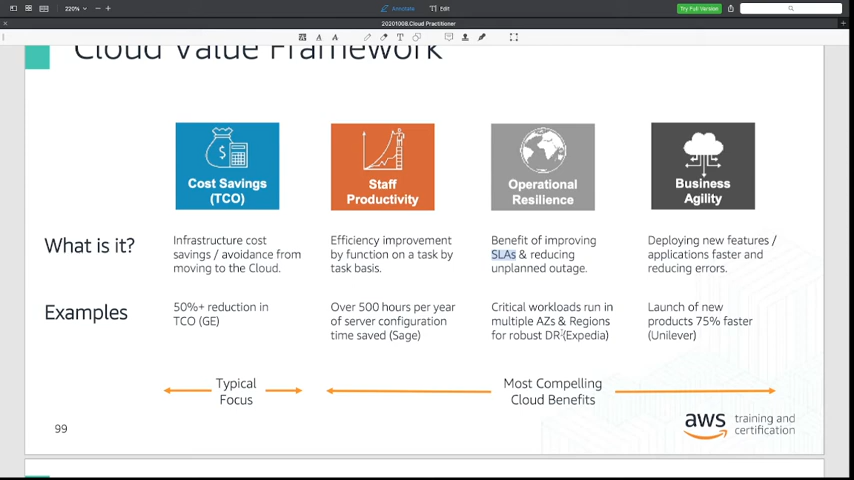 220%
Annotate
Edit
Try Full Version
20201008.Cloud Practitioner
Cloud Value Framework
Cost Savings
(TCO)
Staff
Productivity
Operational
Resilience
Business
Agility
What is it?
Infrastructure cost
savings / avoidance from
moving to the Cloud.
Efficiency improvement
by function on a task by
task basis.
Benefit of improving
SLAs & reducing
unplanned outage.
Deploying new features /
applications faster and
reducing errors.
Examples
50%+ reduction in
TCO (GE)
Over 500 hours per year
of server configuration
time saved (Sage)
Critical workloads run in
multiple AZs & Regions
for robust DR (Expedia)
Launch of new
products 75% faster
(Unilever)
Typical
Focus
Most Compelling
Cloud Benefits
99
aws
training and
certification